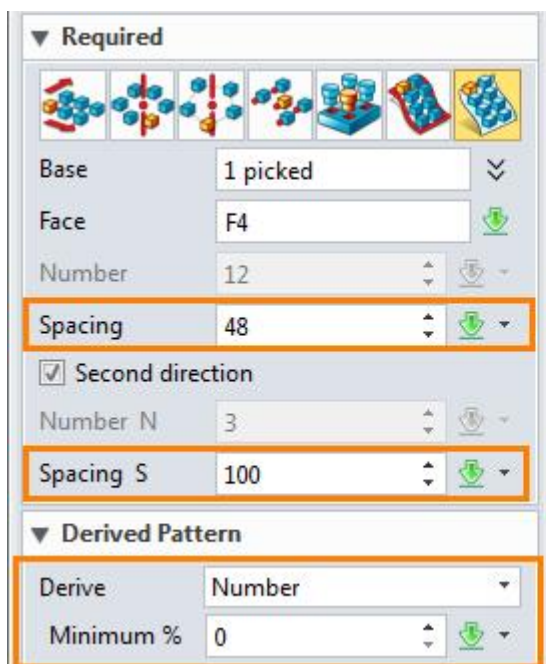 Required
Base 1 picked
Face F4
Number 12
Spacing 48
Second direction
Number N 3
Spacing S 100
Derived Pattern
Derive Number
Minimum % 0